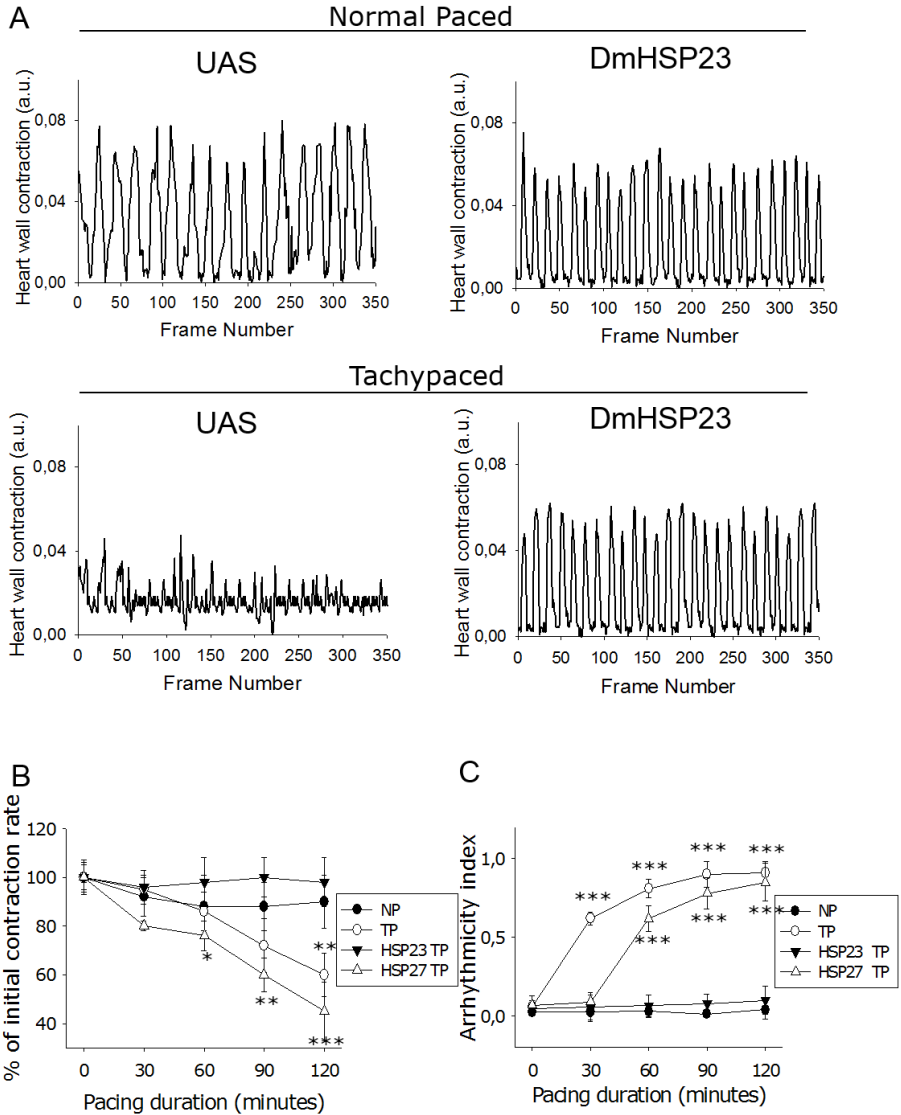 A
Normal Paced
UAS
DmHSP23
Heart wall contraction (a.u.)
0,08
0,04
0,00
0 50 100 150 200 250 300 350
Frame Number
Heart wall contraction (a.u.)
0,08
0,04
0,00
0 50 100 150 200 250 300 350
Frame Number
Tachypaced
UAS
DmHSP23
Heart wall contraction (a.u.)
0,08
0,04
0,00
0 50 100 150 200 250 300 350
Frame Number
Heart wall contraction (a.u.)
0,08
0,04
0,00
0 50 100 150 200 250 300 350
Frame Number
B
% of initial contraction rate
120
100
80
60
40
*
**
**
***
NP
TP
HSP23 TP
HSP27 TP
0 30 60 90 120
Pacing duration (minutes)
C
Arrhythmicity index
1,0
0,5
0,0
***
***
***
***
***
***
***
NP
TP
HSP23 TP
HSP27 TP
0 30 60 90 120
Pacing duration (minutes)